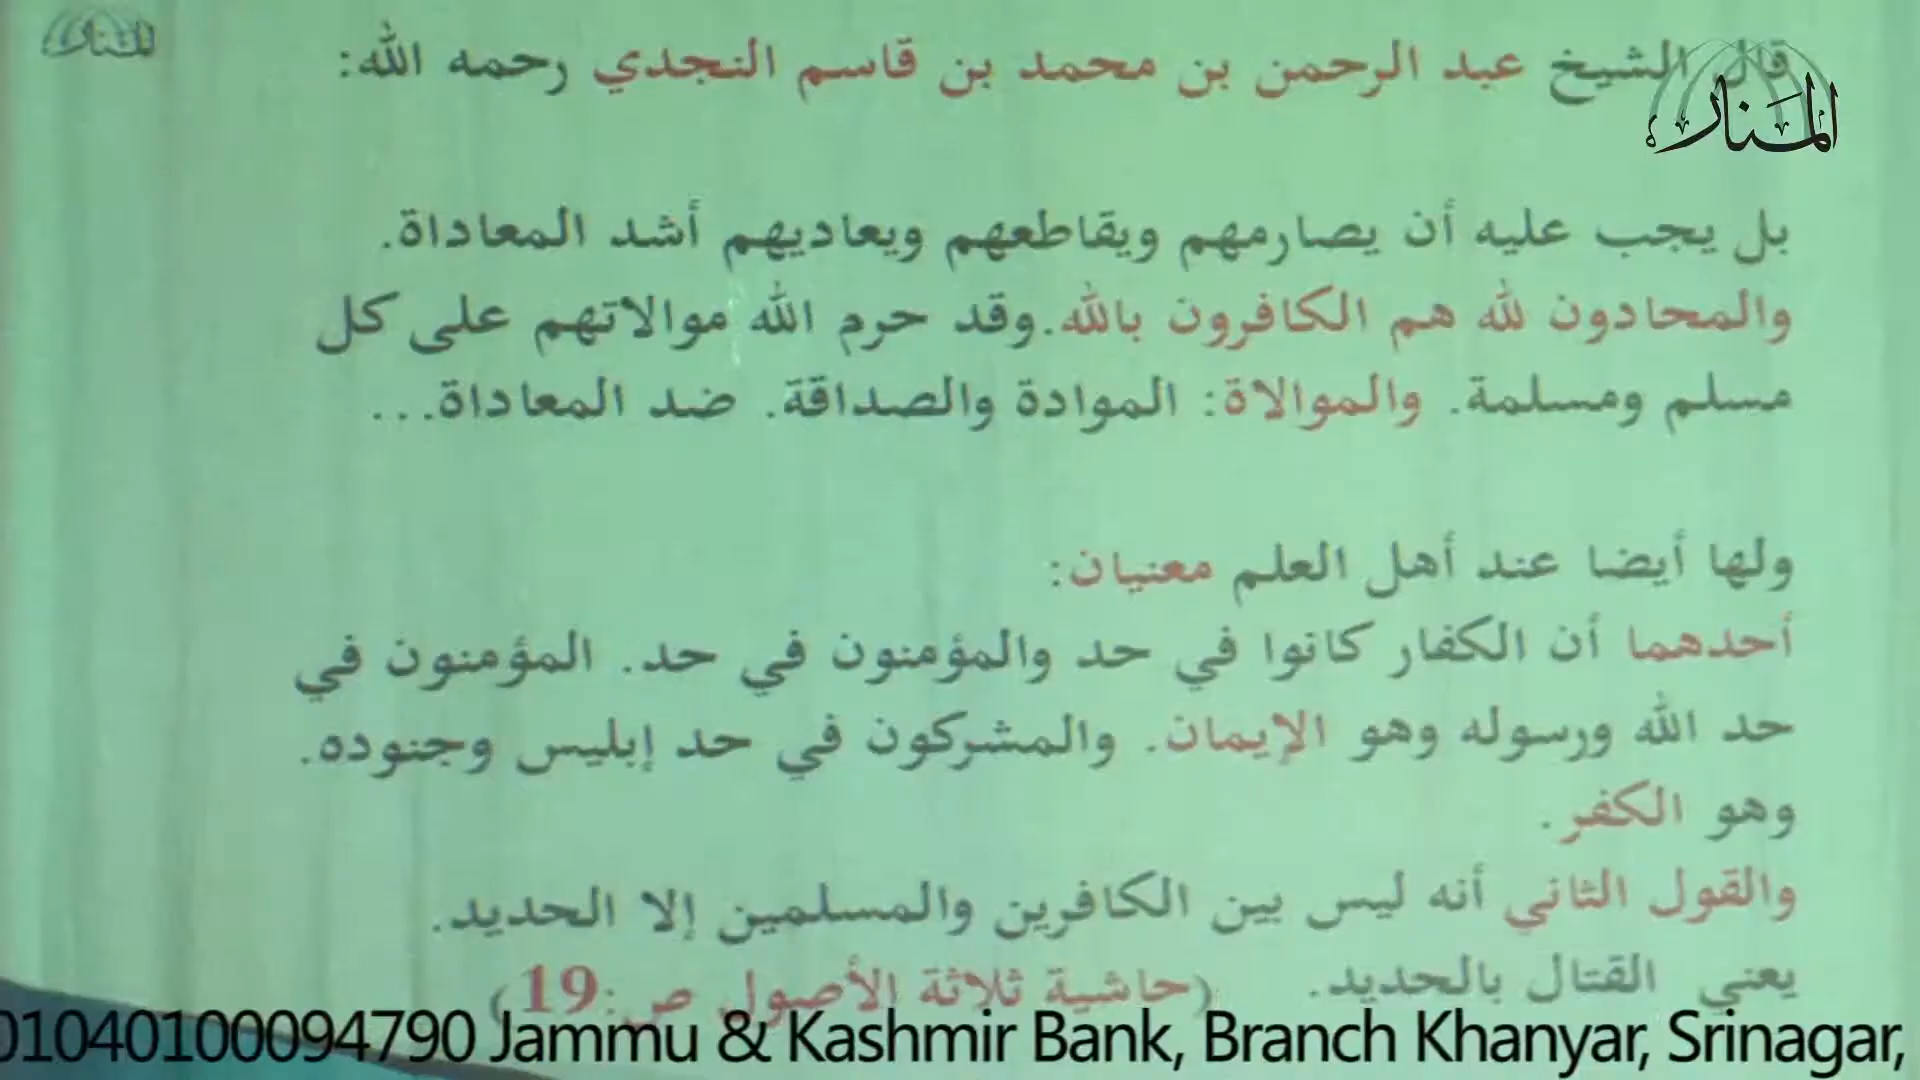 المنار
قال الشيخ عبد الرحمن بن محمد بن قاسم النجدي رحمه الله:
المنار
بل يجب عليه أن يصارمهم ويقاطعهم ويعاديهم أشد المعاداة.
والمحادون لله هم الكافرون بالله.وقد حرم الله موالاتهم على كل
مسلم ومسلمة. والموالاة: الموادة والصداقة. ضد المعاداة...
ولها أيضا عند أهل العلم معنيان:
أحدهما أن الكفار كانوا في حد والمؤمنون في حد. المؤمنون في
حد الله ورسوله وهو الإيمان. والمشركون في حد إبليس وجنوده.
وهو الكفر.
والقول الثاني أنه ليس بين الكافرين والمسلمين إلا الحديد.
يعني القتال بالحديد. (حاشية ثلاثة الأصول ص:19)
01040100094790 Jammu & Kashmir Bank, Branch Khanyar, Srinagar,